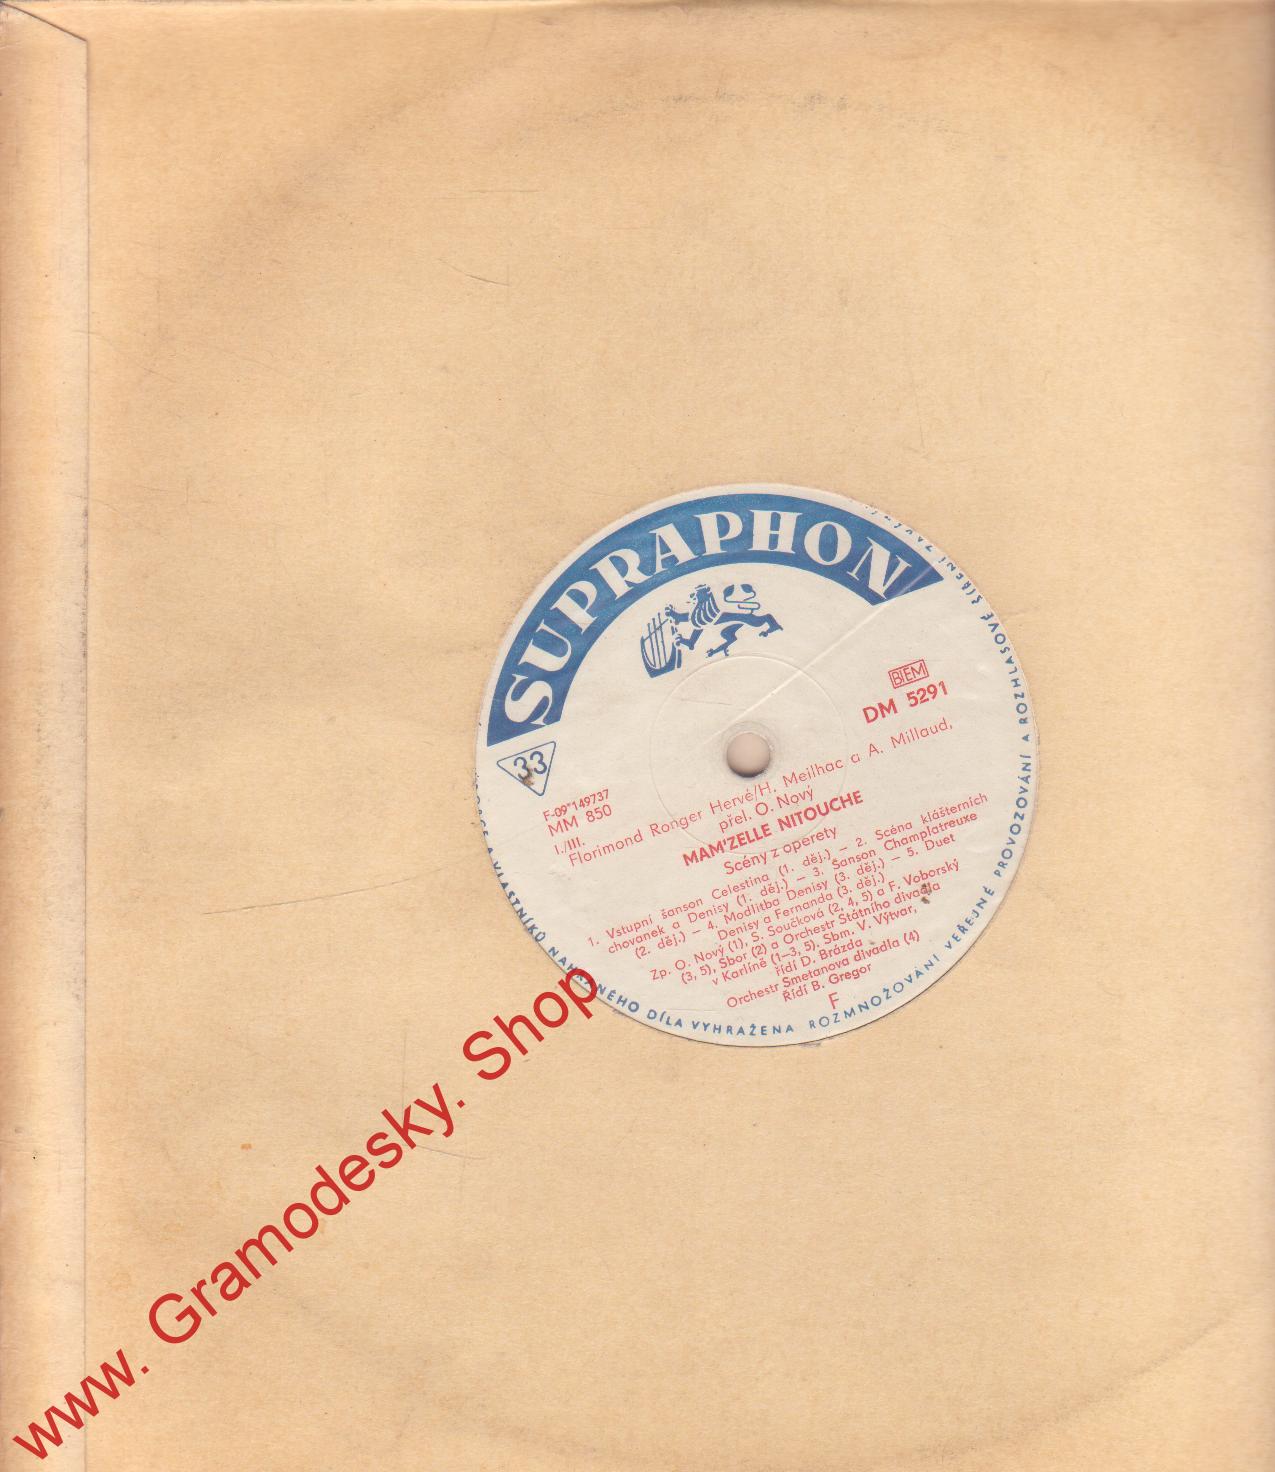 SUPRAPHON
33
BIEM
DM 5291
F-09*149737
MM 850
I./III.
Florimond Ronger Hervé/H. Meilhac a A. Millaud,
přel. O. Nový
MAM'ZELLE NITOUCHE
Scény z operety
1. Vstupní šanson Celestina (1. děj.) – 2. Scéna klášterních
chovanek a Denisy (1. děj.) – 3. Šanson Champlatreuxe
(2. děj.) – 4. Modlitba Denisy (3. děj.) – 5. Duet
Denisy a Fernanda (3. děj.)
Zp. O. Nový (1), S. Součková (2, 4, 5) a F. Voborský
(3, 5), Sbor (2) a Orchestr Státního divadla
v Karlíně (1–3, 5). Sbm. V. Výtvar,
řídí D. Brázda
Orchestr Smetanova divadla (4)
Řídí B. Gregor
F
A VLASTNÍKŮ NAHRANÉHO DÍLA VYHRAŽENA ROZMNOŽOVÁNÍ VEŘEJNÉ PROVOZOVÁNÍ A ROZHLASOVÉ ŠÍŘENÍ
www. Gramodesky. Shop